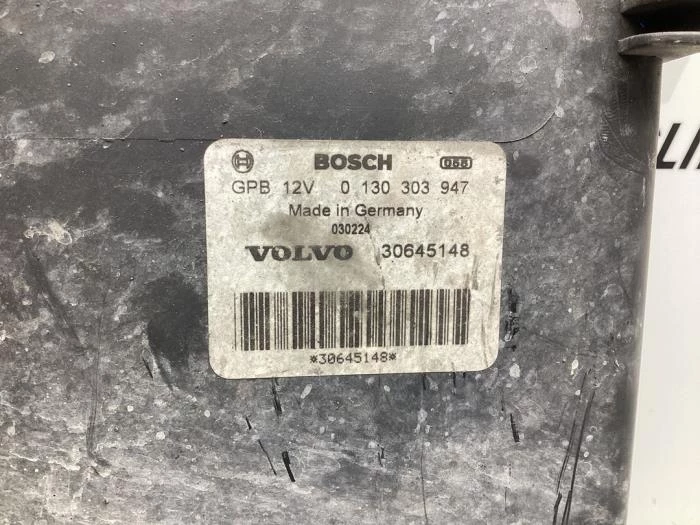 BOSCH
GPB 12V 0 130 303 947
Made in Germany
030224
VOLVO 30645148
*30645148*